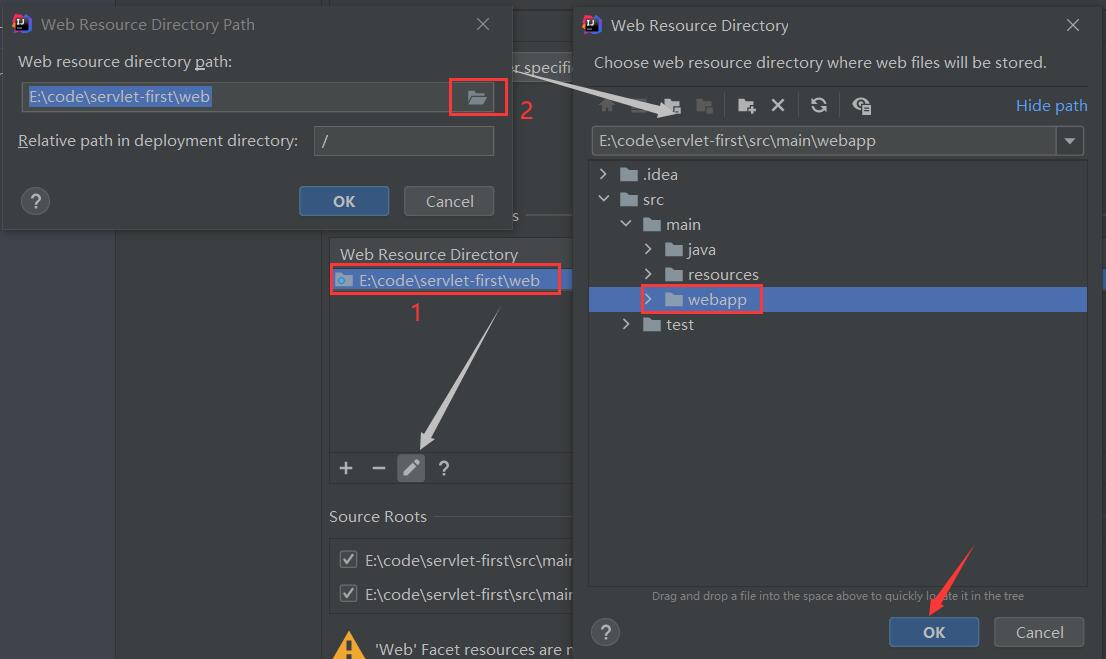 Web Resource Directory Path
Web resource directory path:
E:\code\servlet-first\web
2
Relative path in deployment directory:
/
?
OK
Cancel
Web Resource Directory
E:\code\servlet-first\web
1
?
Source Roots
E:\code\servlet-first\src\main
E:\code\servlet-first\src\main
'Web' Facet resources are
Web Resource Directory
Choose web resource directory where web files will be stored.
Hide path
E:\code\servlet-first\src\main\webapp
.idea
src
main
java
resources
webapp
test
Drag and drop a file into the space above to quickly locate it in the tree
?
OK
Cancel